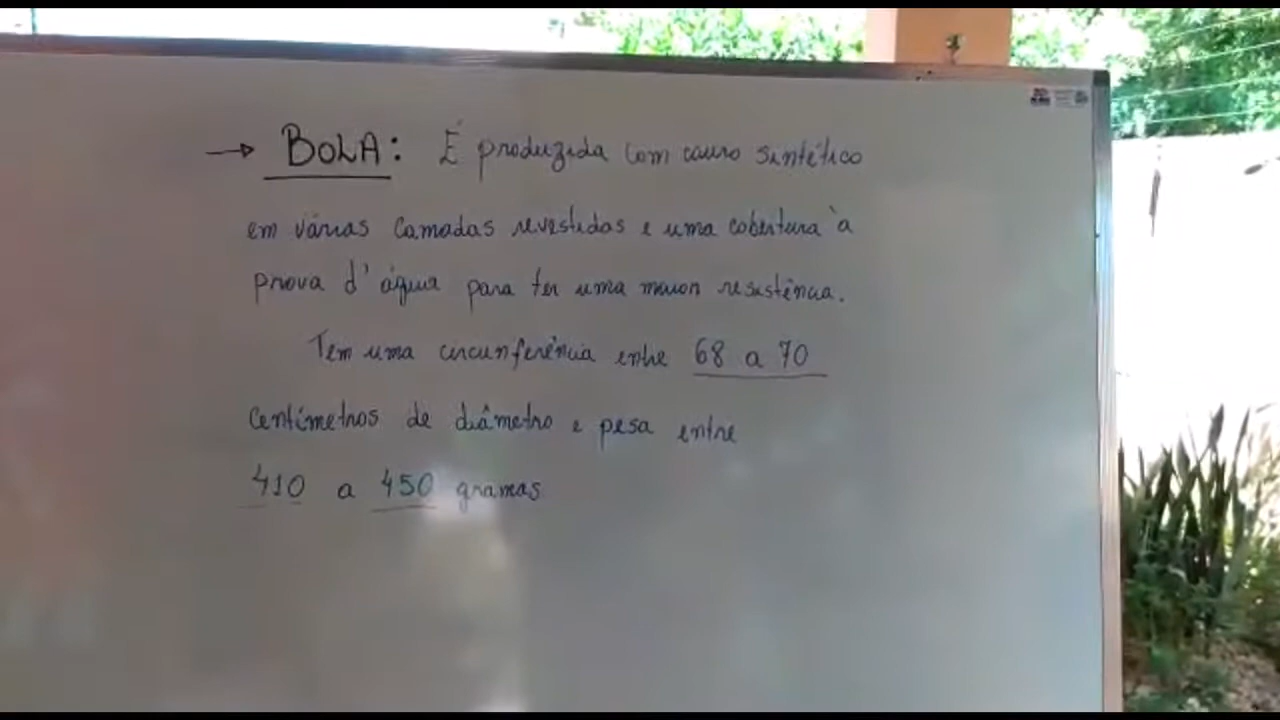 → BOLA: É produzida com couro sintético
em várias camadas revestidas e uma cobertura à
prova d'água para ter uma maior resistência.
Tem uma circunferência entre 68 a 70
centímetros de diâmetro e pesa entre
410 a 450 gramas